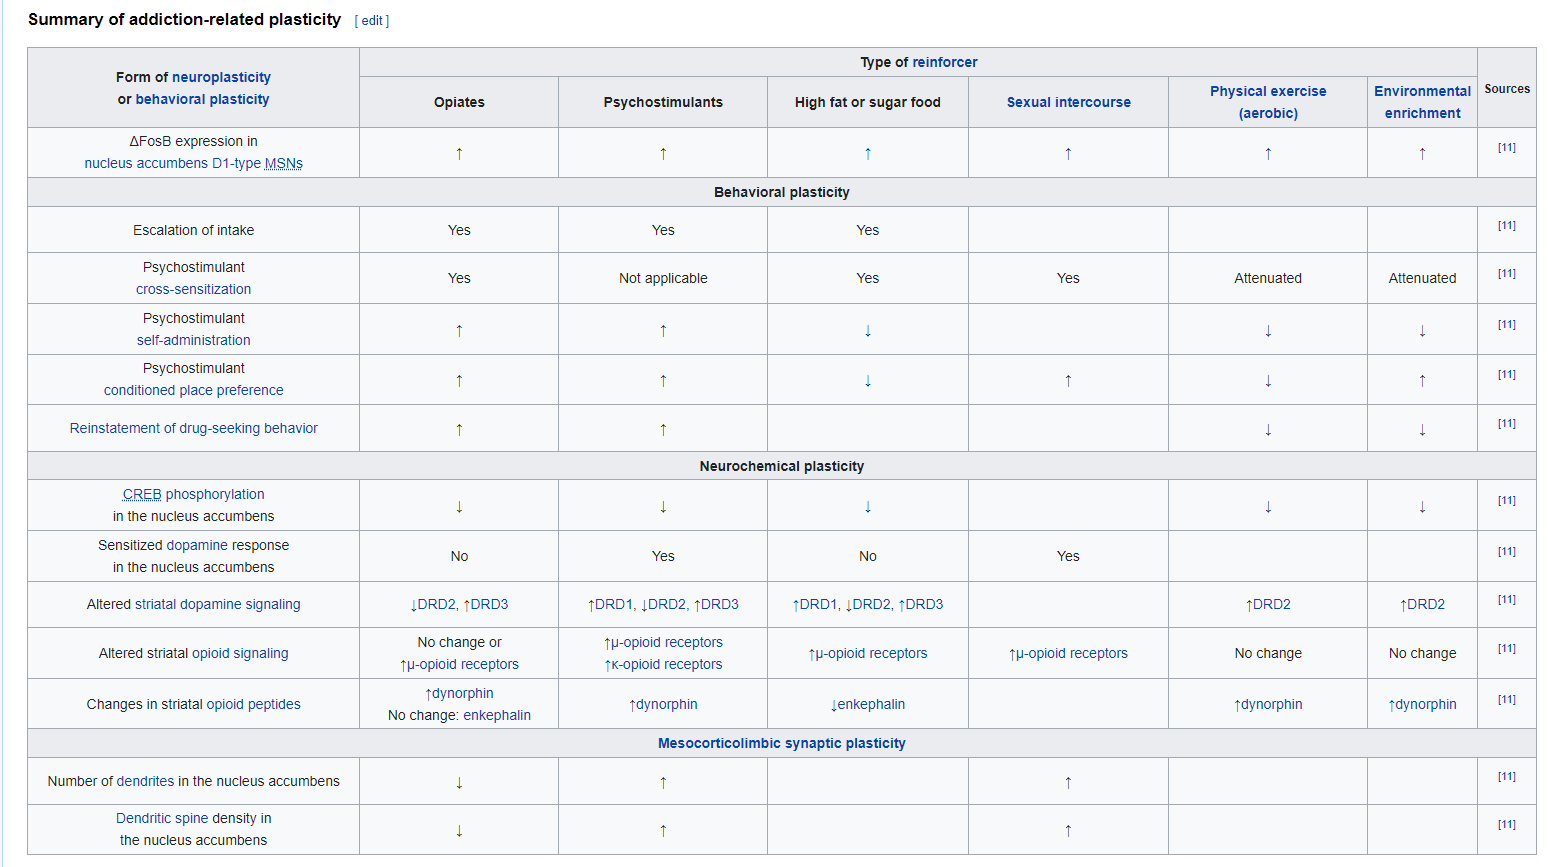 Summary of addiction-related plasticity [ edit ]
Form of neuroplasticity
or behavioral plasticity
Type of reinforcer
Sources
Opiates
Psychostimulants
High fat or sugar food
Sexual intercourse
Physical exercise
(aerobic)
Environmental
enrichment
ΔFosB expression in
nucleus accumbens D1-type MSNs
↑ ↑ ↑ ↑ ↑ ↑ [11]
Behavioral plasticity
Escalation of intake Yes Yes Yes [11]
Psychostimulant
cross-sensitization
Yes Not applicable Yes Yes Attenuated Attenuated [11]
Psychostimulant
self-administration
↑ ↑ ↓ ↓ ↓ [11]
Psychostimulant
conditioned place preference
↑ ↑ ↓ ↑ ↓ ↑ [11]
Reinstatement of drug-seeking behavior ↑ ↑ ↓ ↓ [11]
Neurochemical plasticity
CREB phosphorylation
in the nucleus accumbens
↓ ↓ ↓ ↓ ↓ [11]
Sensitized dopamine response
in the nucleus accumbens
No Yes No Yes [11]
Altered striatal dopamine signaling ↓DRD2, ↑DRD3 ↑DRD1, ↓DRD2, ↑DRD3 ↑DRD1, ↓DRD2, ↑DRD3 ↑DRD2 ↑DRD2 [11]
Altered striatal opioid signaling
No change or
↑μ-opioid receptors
↑μ-opioid receptors
↑κ-opioid receptors
↑μ-opioid receptors ↑μ-opioid receptors No change No change [11]
Changes in striatal opioid peptides
↑dynorphin
No change: enkephalin
↑dynorphin ↓enkephalin ↑dynorphin ↑dynorphin [11]
Mesocorticolimbic synaptic plasticity
Number of dendrites in the nucleus accumbens ↓ ↑ ↑ [11]
Dendritic spine density in
the nucleus accumbens
↓ ↑ ↑ [11]